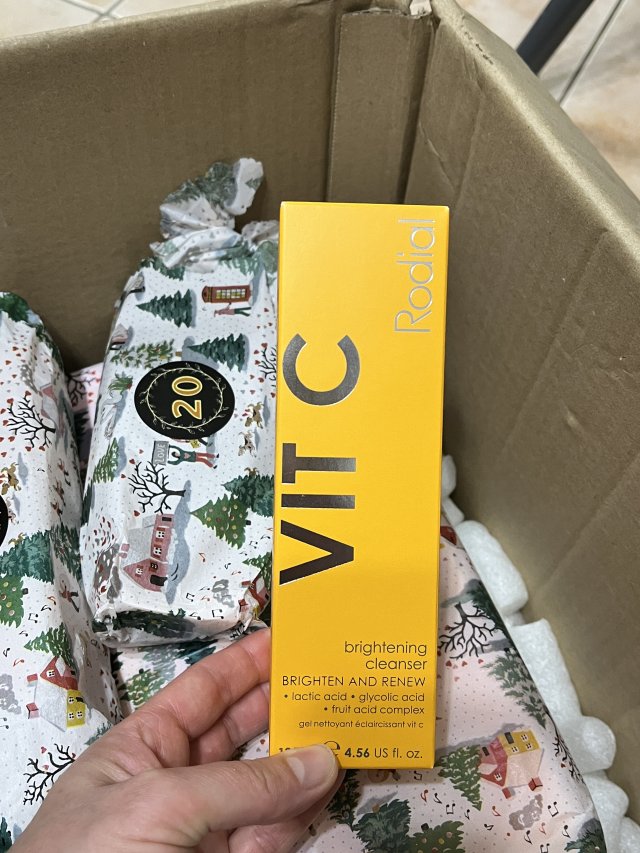 Rodial
VIT C
brightening
cleanser
BRIGHTEN AND RENEW
• lactic acid • glycolic acid
• fruit acid complex
gel nettoyant éclaircissant vit c
4.56 US fl. oz.
20
LOVE